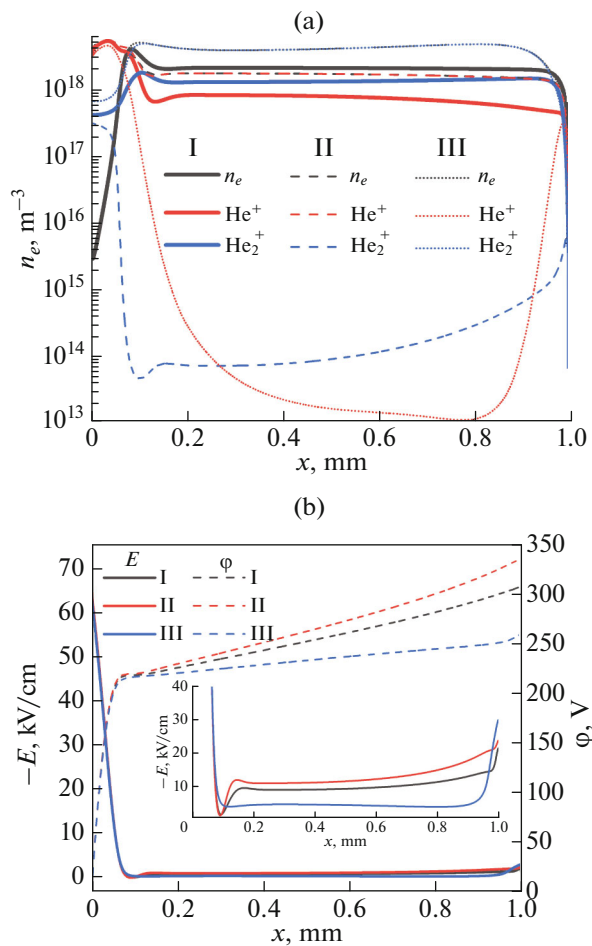 (a)
10^18
10^17
10^16
10^15
10^14
10^13
n_e, m^−3
I II III
n_e n_e n_e
He^+ He^+ He^+
He_2^+ He_2^+ He_2^+
0 0.2 0.4 0.6 0.8 1.0
x, mm
(b)
E φ
I I
II II
III III
70
60
50
40
30
20
10
0
−E, kV/cm
350
300
250
200
150
100
50
0
φ, V
40
30
20
10
−E, kV/cm
0 0.2 0.4 0.6 0.8 1.0
x, mm
0 0.2 0.4 0.6 0.8 1.0
x, mm